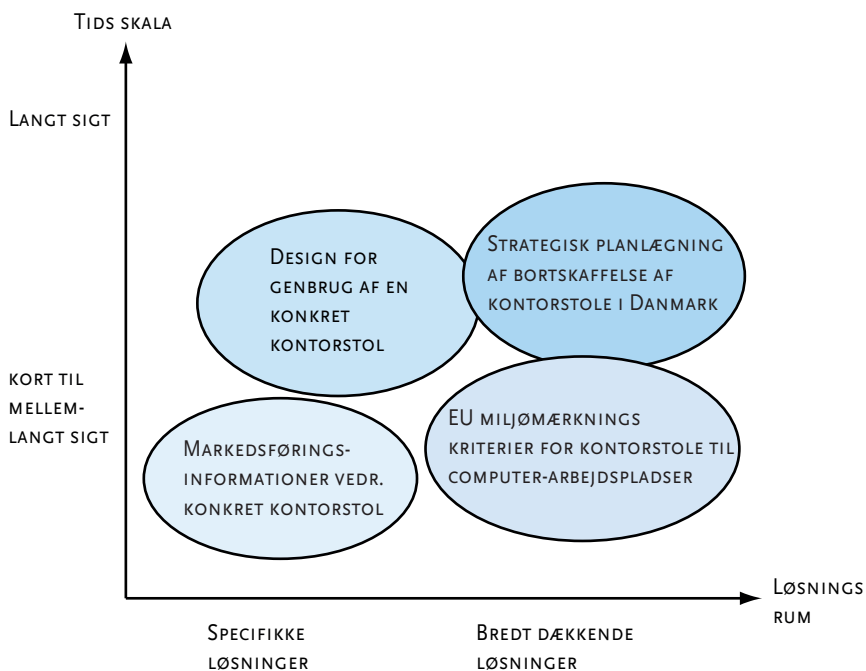 Tids skala
Langt sigt
Design for
genbrug af en
konkret
kontorstol
Strategisk planlægning
af bortskaffelse af
kontorstole i Danmark
kort til
mellem-
langt sigt
Markedsførings-
informationer vedr.
konkret kontorstol
EU miljømærknings
kriterier for kontorstole til
computer-arbejdspladser
Løsnings
rum
Specifikke
løsninger
Bredt dækkende
løsninger